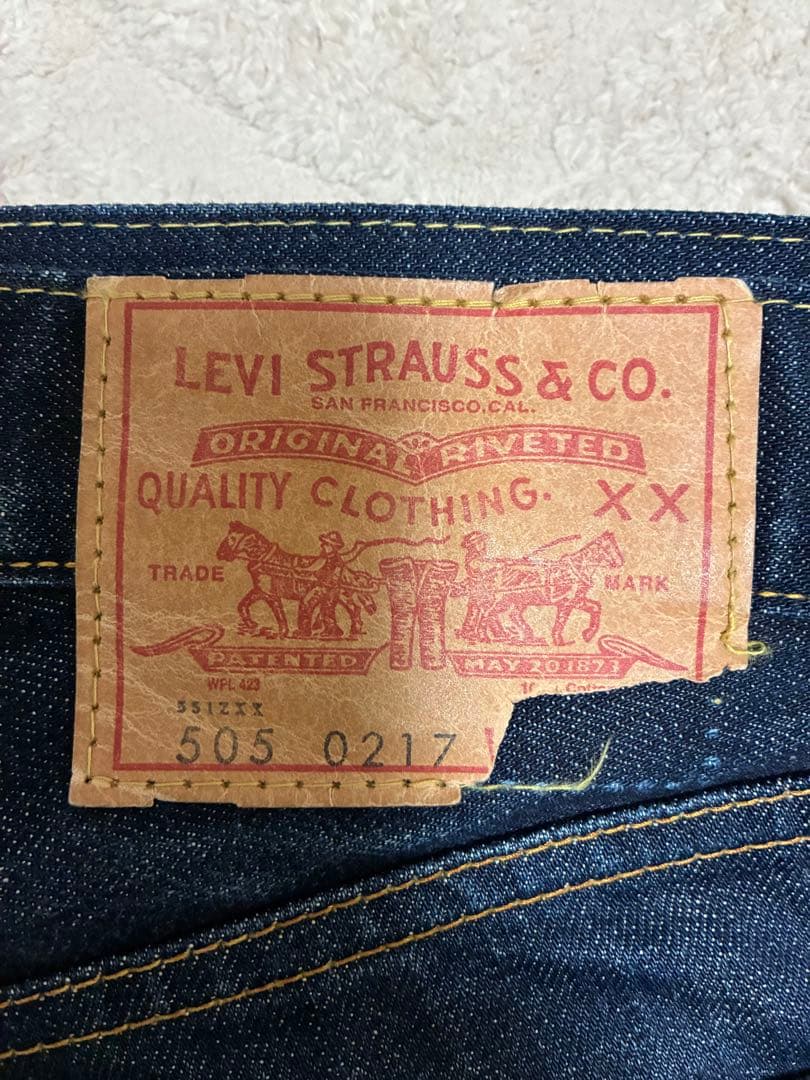 LEVI STRAUSS & CO.
SAN FRANCISCO, CAL.
ORIGINAL RIVETED
QUALITY CLOTHING. XX
TRADE MARK
PATENTED MAY 20 1873
WPL 423
551ZXX
505 0217